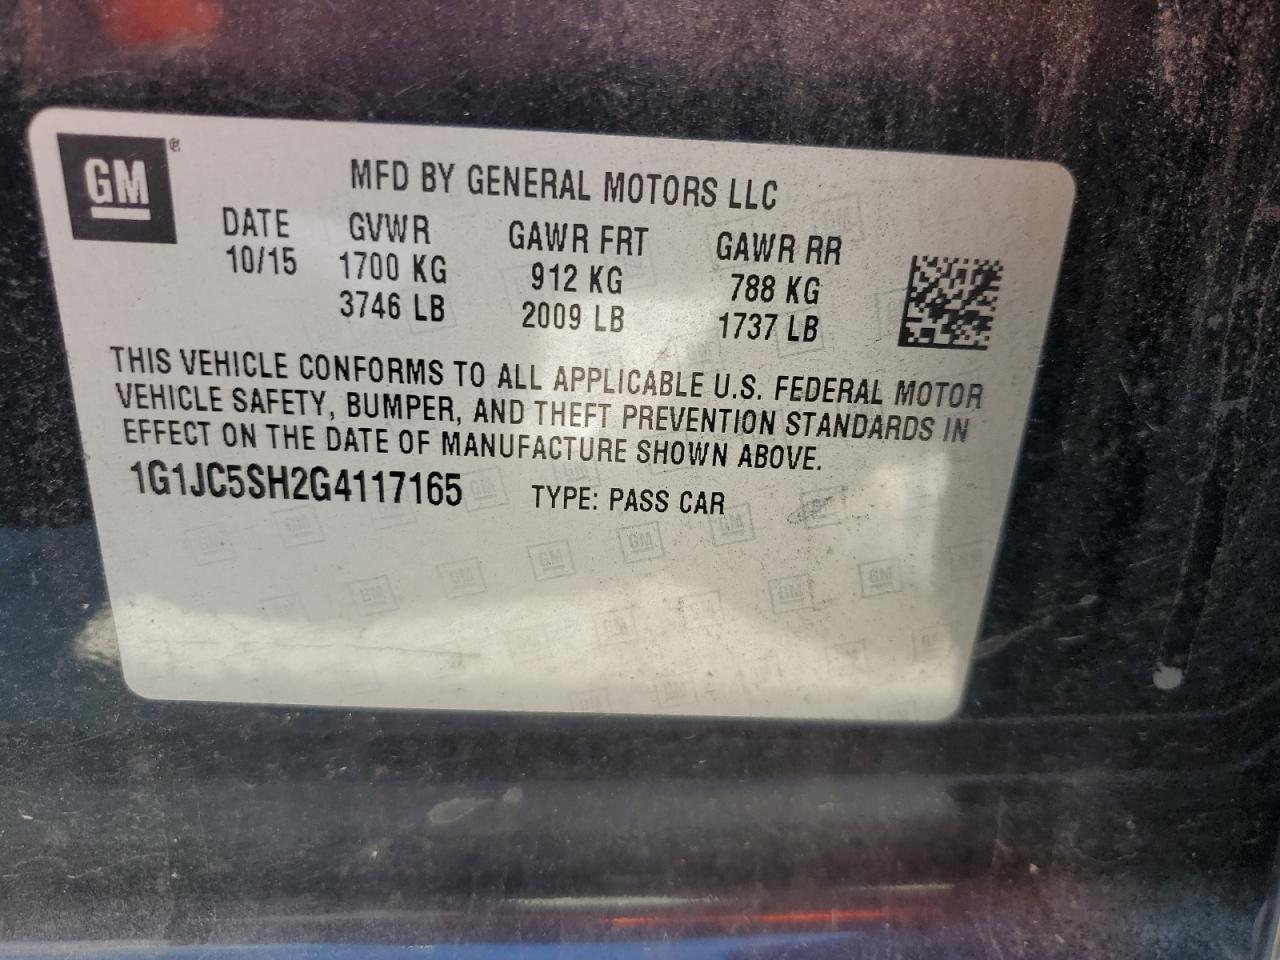 GM®
MFD BY GENERAL MOTORS LLC
DATE GVWR GAWR FRT GAWR RR
10/15 1700 KG 912 KG 788 KG
3746 LB 2009 LB 1737 LB
THIS VEHICLE CONFORMS TO ALL APPLICABLE U.S. FEDERAL MOTOR
VEHICLE SAFETY, BUMPER, AND THEFT PREVENTION STANDARDS IN
EFFECT ON THE DATE OF MANUFACTURE SHOWN ABOVE.
1G1JC5SH2G4117165 TYPE: PASS CAR